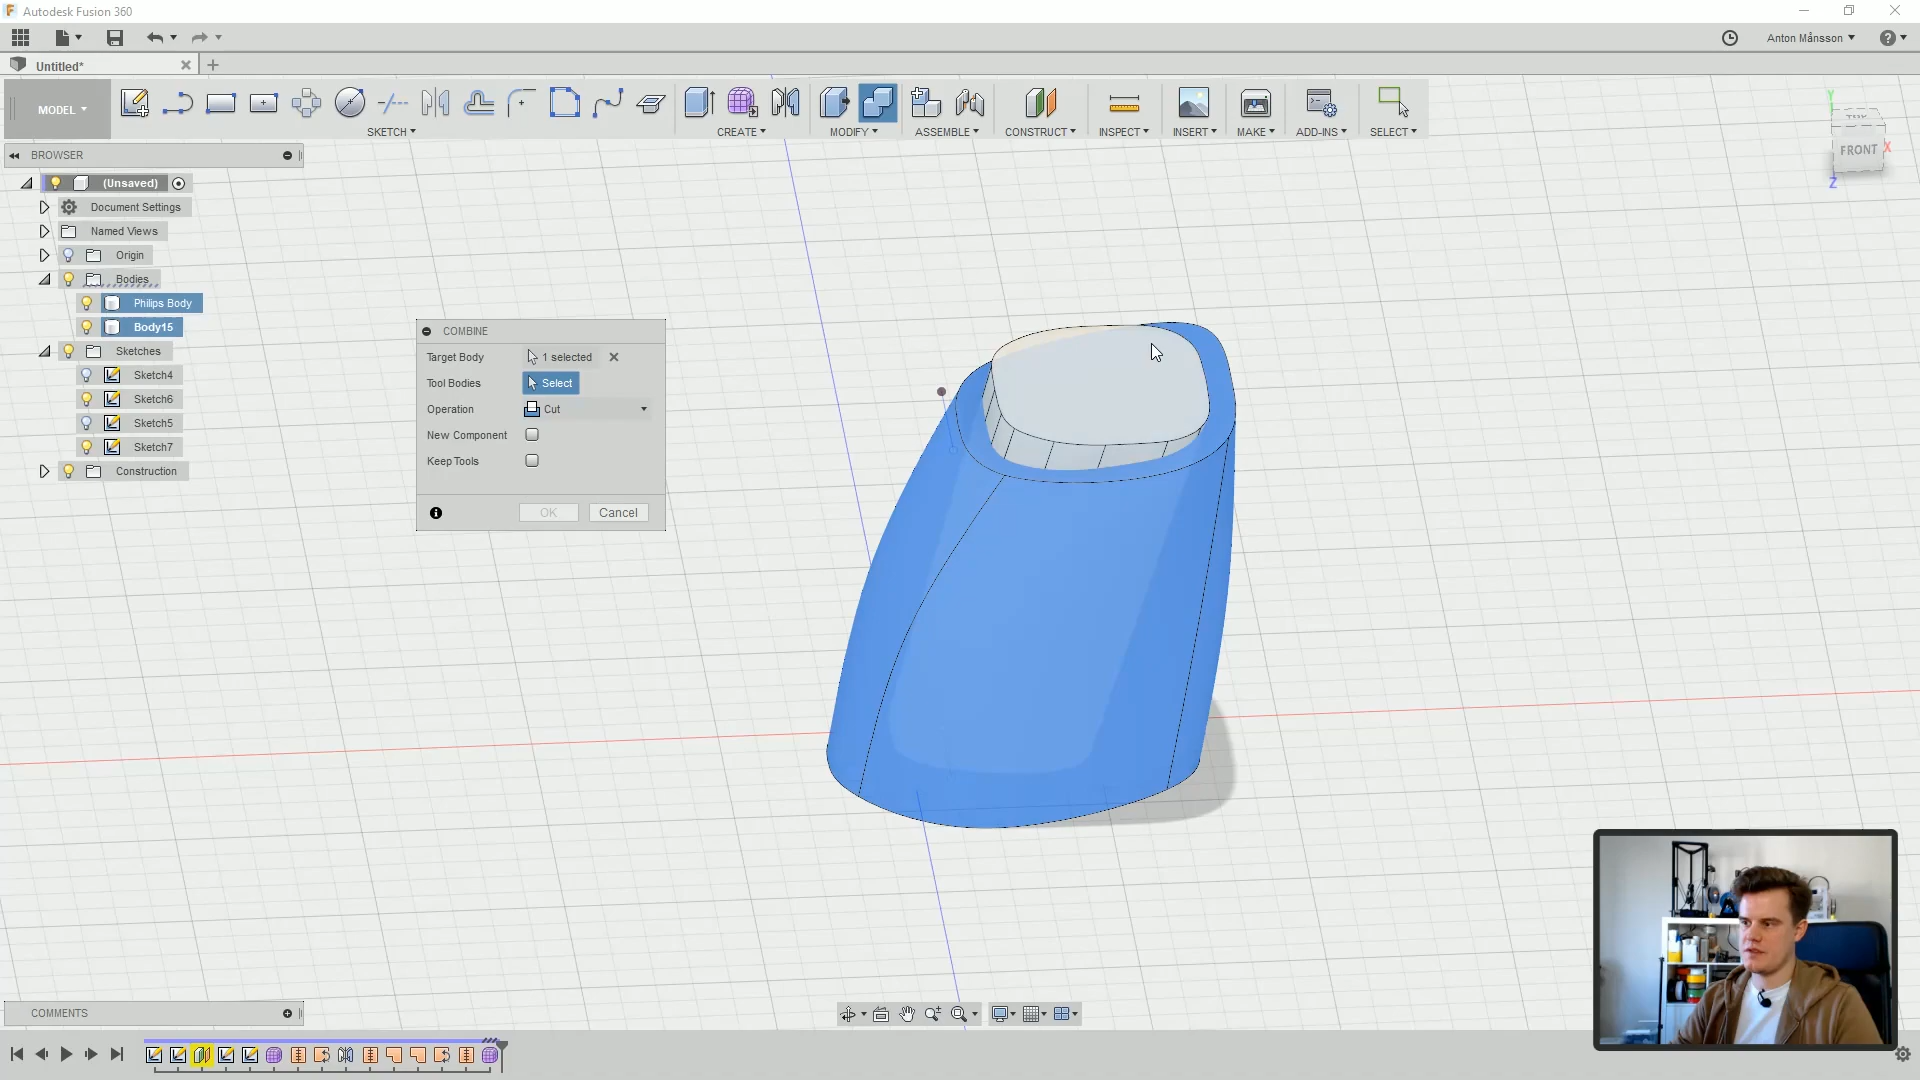 Autodesk Fusion 360
Anton Månsson
Untitled*
MODEL
SKETCH
CREATE
MODIFY
ASSEMBLE
CONSTRUCT
INSPECT
INSERT
MAKE
ADD-INS
SELECT
Y
TOP
FRONT
X
Z
BROWSER
(Unsaved)
Document Settings
Named Views
Origin
Bodies
Philips Body
Body15
Sketches
Sketch4
Sketch6
Sketch5
Sketch7
Construction
COMBINE
Target Body 1 selected
Tool Bodies Select
Operation Cut
New Component
Keep Tools
OK Cancel
COMMENTS